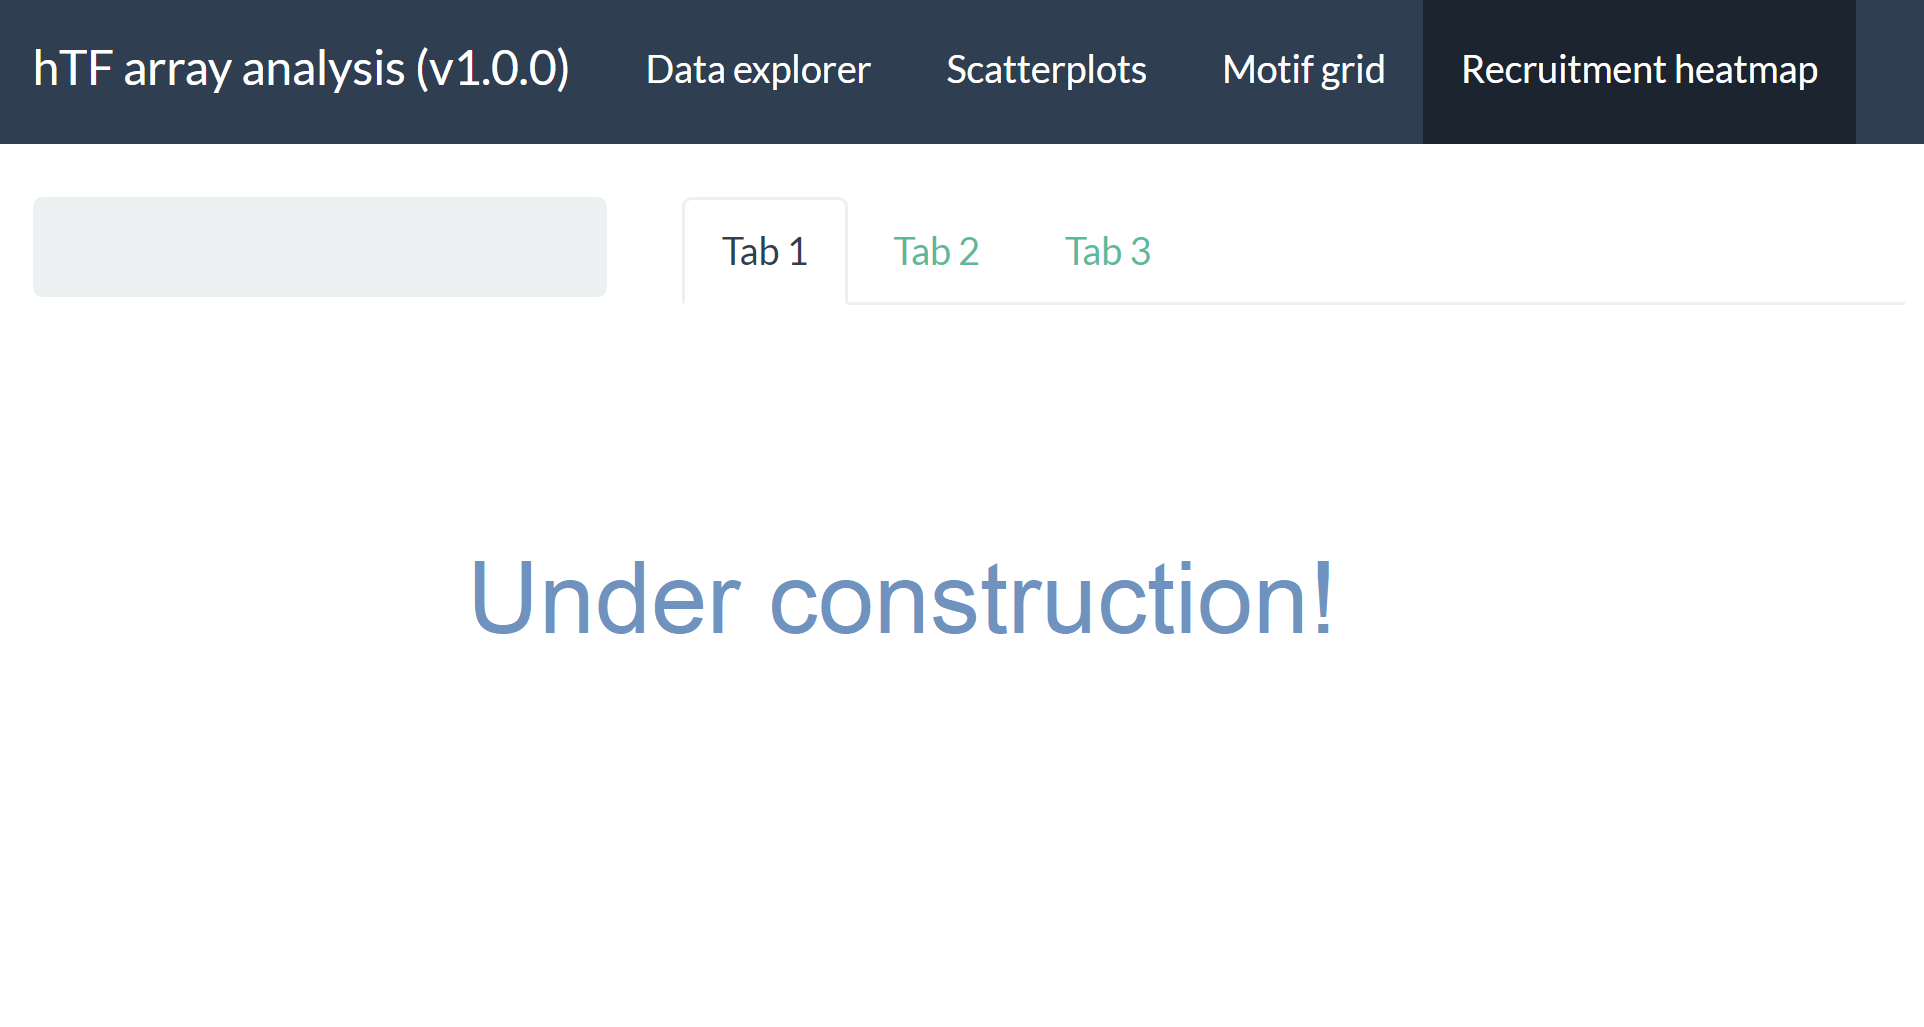 hTF array analysis (v1.0.0) Data explorer Scatterplots Motif grid Recruitment heatmap
Tab 1 Tab 2 Tab 3
Under construction!